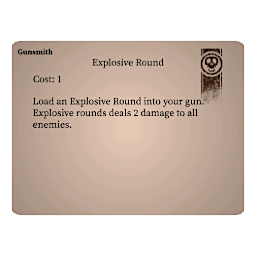 Gunsmith
Explosive Round
Cost: 1
Load an Explosive Round into your gun.
Explosive rounds deals 2 damage to all
enemies.